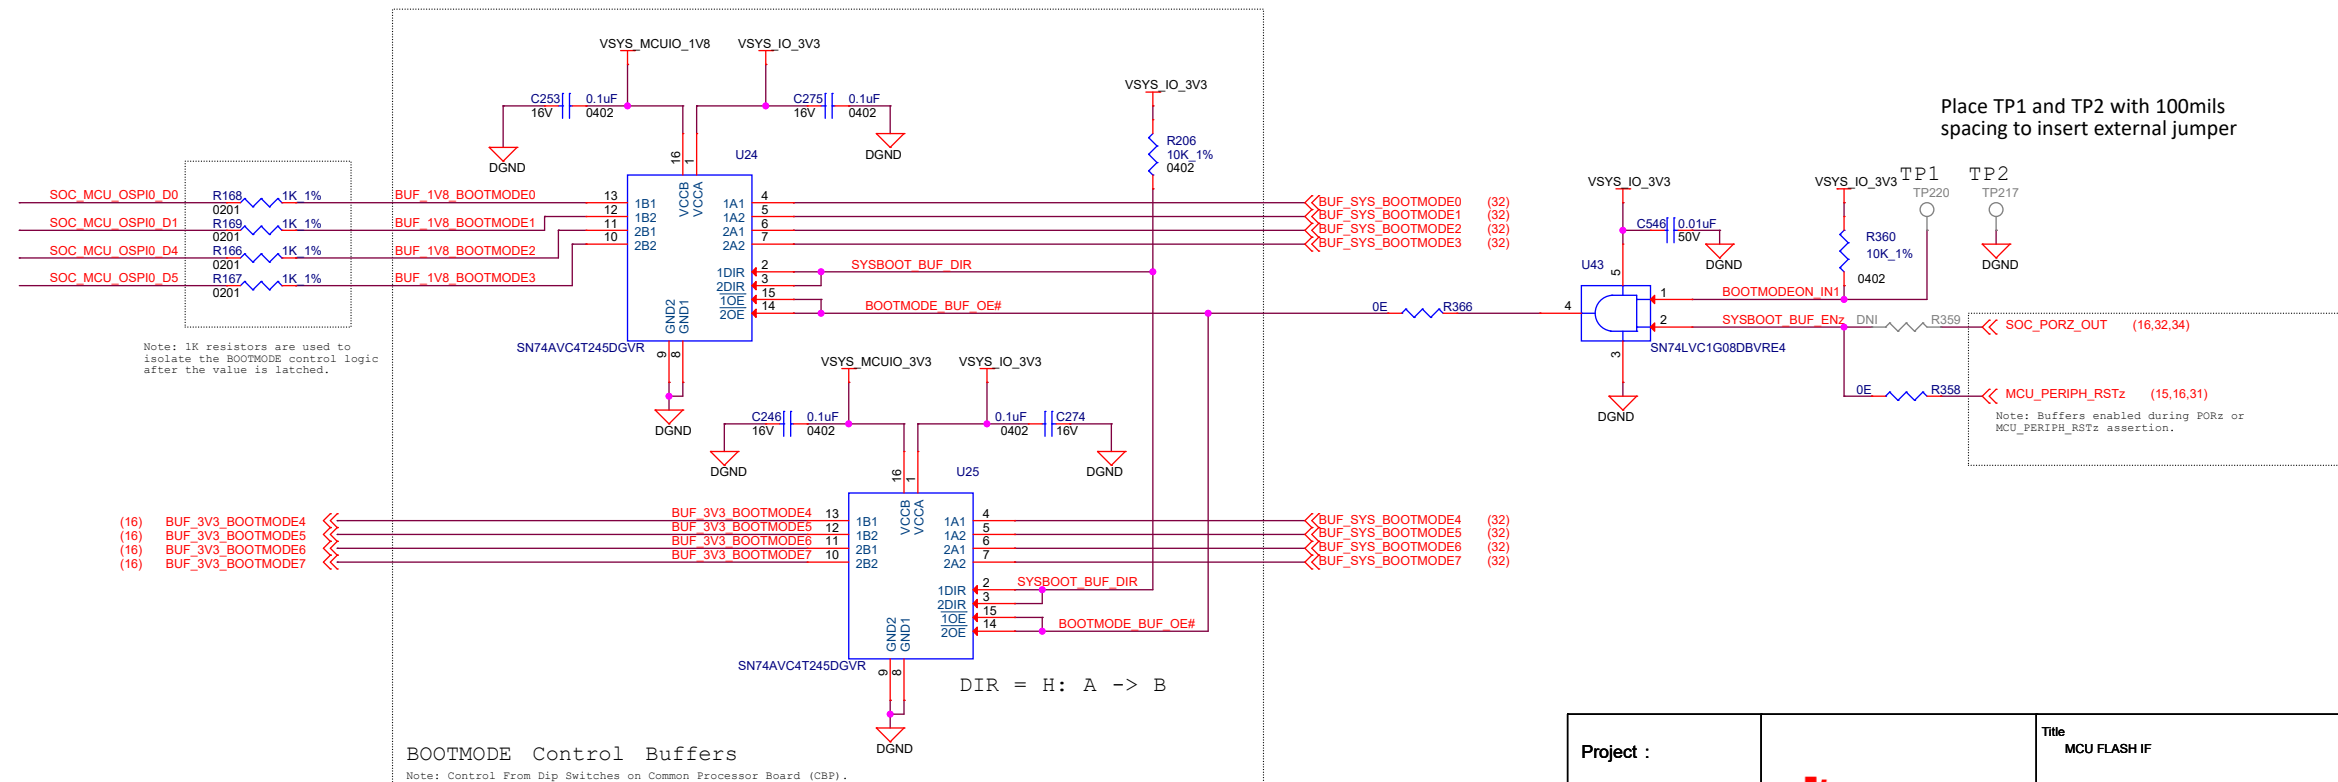 VSYS_MCUIO_1V8
VSYS_IO_3V3
C253
0.1uF
16V
0402
DGND
C275
0.1uF
16V
0402
DGND
VSYS_IO_3V3
R206
10K_1%
0402
Place TP1 and TP2 with 100mils
spacing to insert external jumper
SOC_MCU_OSPI0_D0
R168
1K_1%
0201
BUF_1V8_BOOTMODE0
SOC_MCU_OSPI0_D1
R169
1K_1%
0201
BUF_1V8_BOOTMODE1
SOC_MCU_OSPI0_D4
R166
1K_1%
0201
BUF_1V8_BOOTMODE2
SOC_MCU_OSPI0_D5
R167
1K_1%
0201
BUF_1V8_BOOTMODE3
Note: 1K resistors are used to
isolate the BOOTMODE control logic
after the value is latched.
U24
16
1
VCCB
VCCA
13 1B1
12 1B2
11 2B1
10 2B2
1A1 4
1A2 5
2A1 6
2A2 7
1DIR 2
2DIR 3
1OE 15
2OE 14
GND2
GND1
9
8
SN74AVC4T245DGVR
DGND
BUF_SYS_BOOTMODE0 (32)
BUF_SYS_BOOTMODE1 (32)
BUF_SYS_BOOTMODE2 (32)
BUF_SYS_BOOTMODE3 (32)
SYSBOOT_BUF_DIR
BOOTMODE_BUF_OE#
0E
R366
VSYS_IO_3V3
C546
0.01uF
50V
DGND
U43
5
4
1
2
3
SN74LVC1G08DBVRE4
DGND
VSYS_IO_3V3
R360
10K_1%
0402
TP1
TP220
TP2
TP217
DGND
BOOTMODEON_IN1
SYSBOOT_BUF_ENz
DNI
R359
SOC_PORZ_OUT (16,32,34)
0E
R358
MCU_PERIPH_RSTz (15,16,31)
Note: Buffers enabled during PORz or
MCU_PERIPH_RSTz assertion.
VSYS_MCUIO_3V3
VSYS_IO_3V3
C246
0.1uF
16V
0402
DGND
0.1uF
C274
0402
16V
DGND
U25
16
1
VCCB
VCCA
(16) BUF_3V3_BOOTMODE4
(16) BUF_3V3_BOOTMODE5
(16) BUF_3V3_BOOTMODE6
(16) BUF_3V3_BOOTMODE7
BUF_3V3_BOOTMODE4 13 1B1
BUF_3V3_BOOTMODE5 12 1B2
BUF_3V3_BOOTMODE6 11 2B1
BUF_3V3_BOOTMODE7 10 2B2
1A1 4
1A2 5
2A1 6
2A2 7
BUF_SYS_BOOTMODE4 (32)
BUF_SYS_BOOTMODE5 (32)
BUF_SYS_BOOTMODE6 (32)
BUF_SYS_BOOTMODE7 (32)
1DIR 2
2DIR 3
1OE 15
2OE 14
SYSBOOT_BUF_DIR
BOOTMODE_BUF_OE#
GND2
GND1
9
8
SN74AVC4T245DGVR
DGND
DIR = H: A -> B
BOOTMODE Control Buffers
Note: Control From Dip Switches on Common Processor Board (CBP).
Project :
Title
MCU FLASH IF